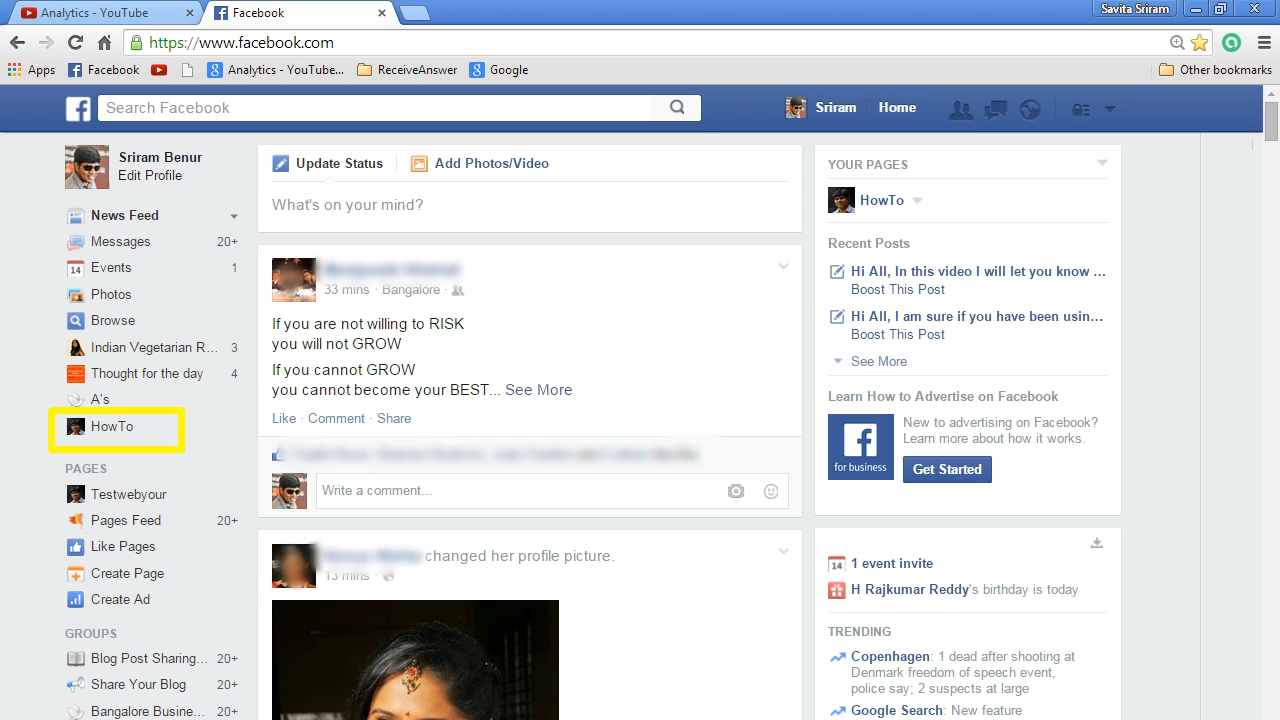 Analytics - YouTube
Facebook
Savita Sriram
https://www.facebook.com
Apps
Facebook
Analytics - YouTube...
ReceiveAnswer
Google
Other bookmarks
Search Facebook
Sriram
Home
Sriram Benur
Edit Profile
News Feed
Messages 20+
Events 1
Photos
Browse
Indian Vegetarian R... 3
Thought for the day 4
A's
HowTo
PAGES
Testwebyour
Pages Feed 20+
Like Pages
Create Page
Create Ad
GROUPS
Blog Post Sharing... 20+
Share Your Blog 20+
Bangalore Busine... 20+
Update Status
Add Photos/Video
What's on your mind?
33 mins · Bangalore ·
If you are not willing to RISK
you will not GROW
If you cannot GROW
you cannot become your BEST... See More
Like · Comment · Share
Write a comment...
changed her profile picture.
13 mins ·
YOUR PAGES
HowTo
Recent Posts
Hi All, In this video I will let you know ...
Boost This Post
Hi All, I am sure if you have been usin...
Boost This Post
See More
Learn How to Advertise on Facebook
for business
New to advertising on Facebook?
Learn more about how it works.
Get Started
14
1 event invite
H Rajkumar Reddy's birthday is today
TRENDING
Copenhagen: 1 dead after shooting at
Denmark freedom of speech event,
police say; 2 suspects at large
Google Search: New feature